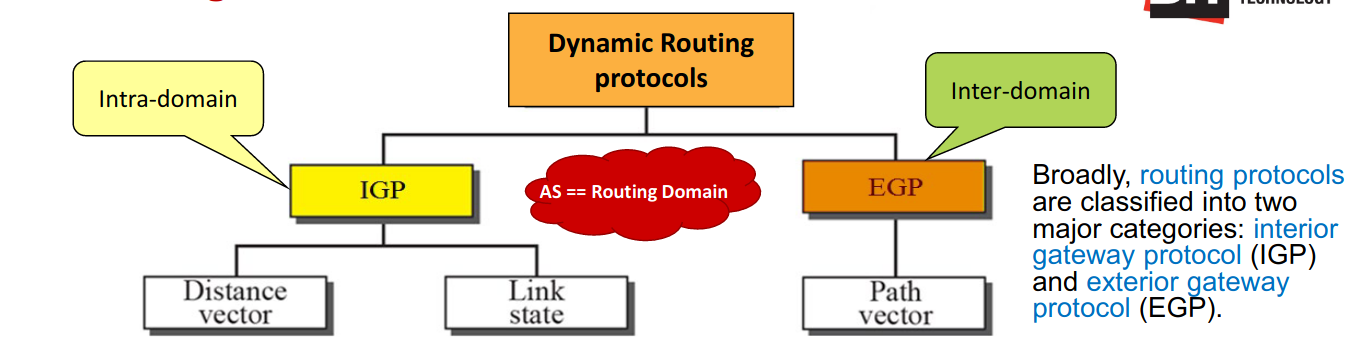 TECHNOLOGY
Dynamic Routing
protocols
Intra-domain
Inter-domain
IGP
AS == Routing Domain
EGP
Distance
vector
Link
state
Path
vector
Broadly, routing protocols
are classified into two
major categories: interior
gateway protocol (IGP)
and exterior gateway
protocol (EGP).